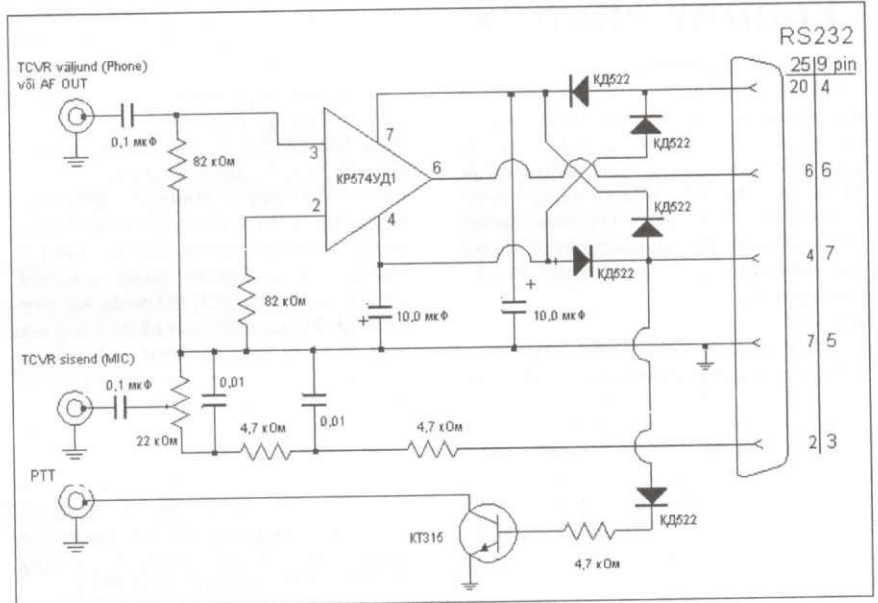 RS232
TCVR väljund (Phone)
või AF OUT
25 9 pin
20 4
КД522
7
0,1 мкФ
3
82 кОм
КР574УД1
КД522
6
6 6
2
4
КД522
4 7
+
КД522
82 кОм
+
10,0 мкФ
+
10,0 мкФ
7 5
TCVR sisend (MIC)
0,1 мкФ
0,01
0,01
22 кОм
4,7 кОм
4,7 кОм
2 3
PTT
КД522
КТ315
4,7 кОм